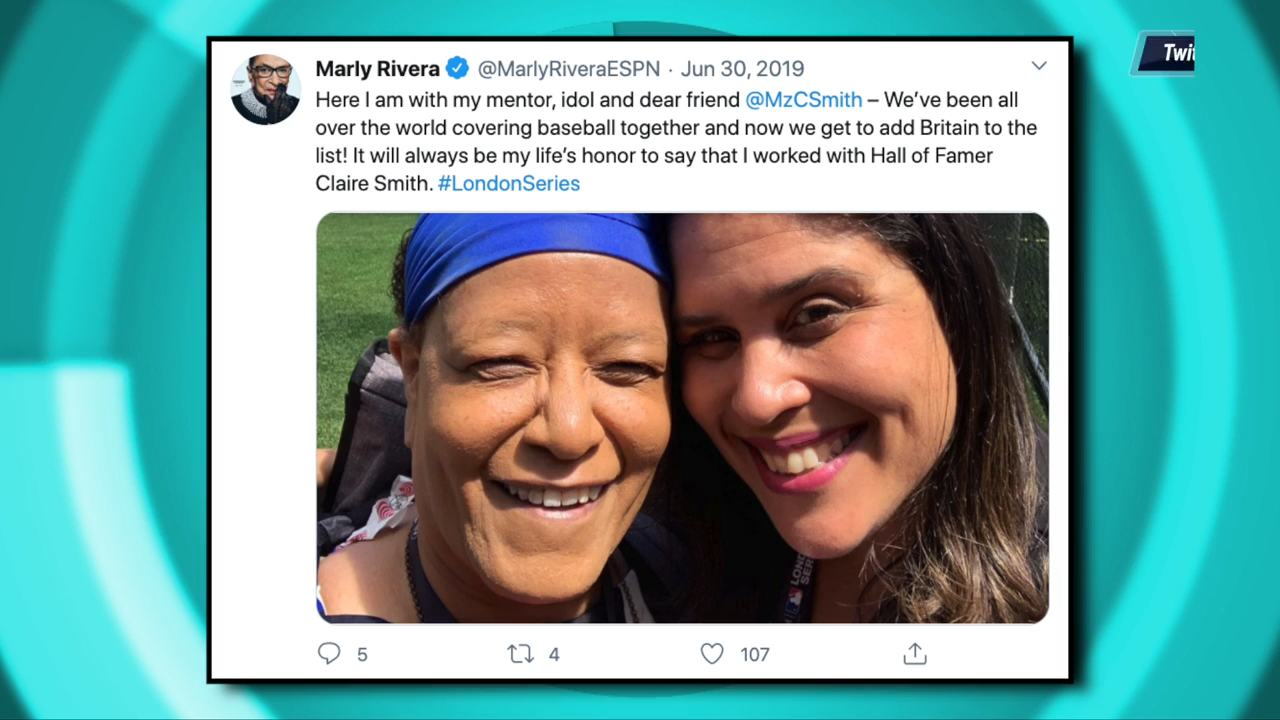 Twi
Marly Rivera @MarlyRiveraESPN · Jun 30, 2019
Here I am with my mentor, idol and dear friend @MzCSmith – We’ve been all
over the world covering baseball together and now we get to add Britain to the
list! It will always be my life’s honor to say that I worked with Hall of Famer
Claire Smith. #LondonSeries
LONDON
SER
5 4 107